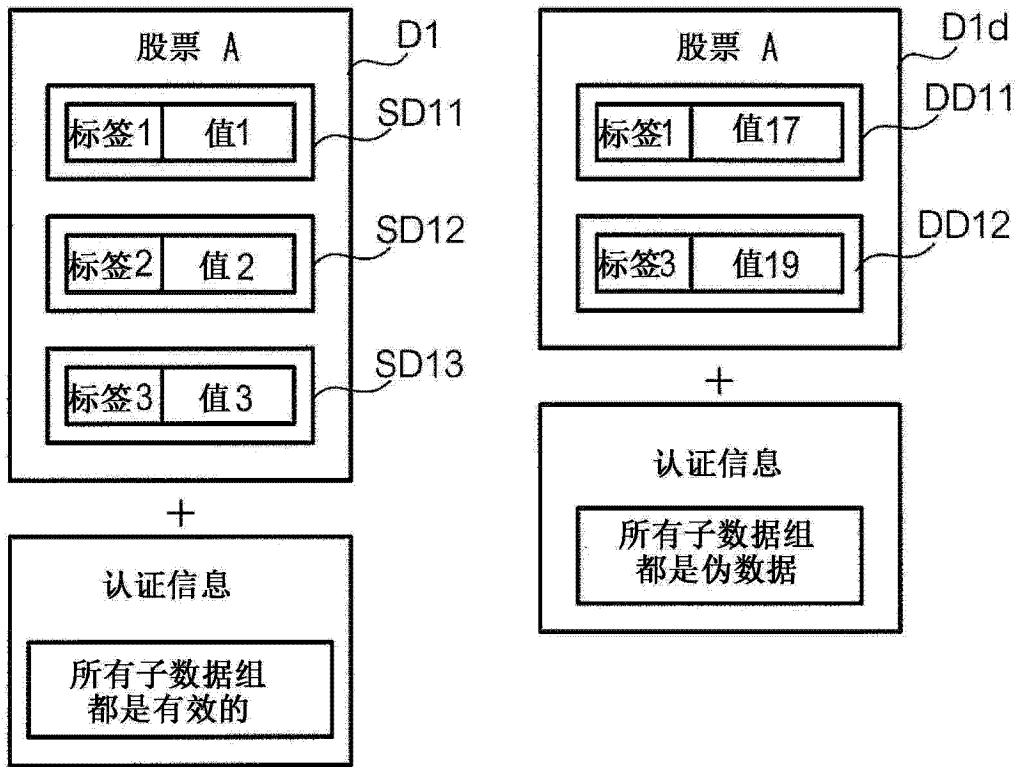 股票 A
D1
标签1 值1
SD11
标签2 值2
SD12
标签3 值3
SD13
+
认证信息
所有子数据组
都是有效的
股票 A
D1d
标签1 值17
DD11
标签3 值19
DD12
+
认证信息
所有子数据组
都是伪数据